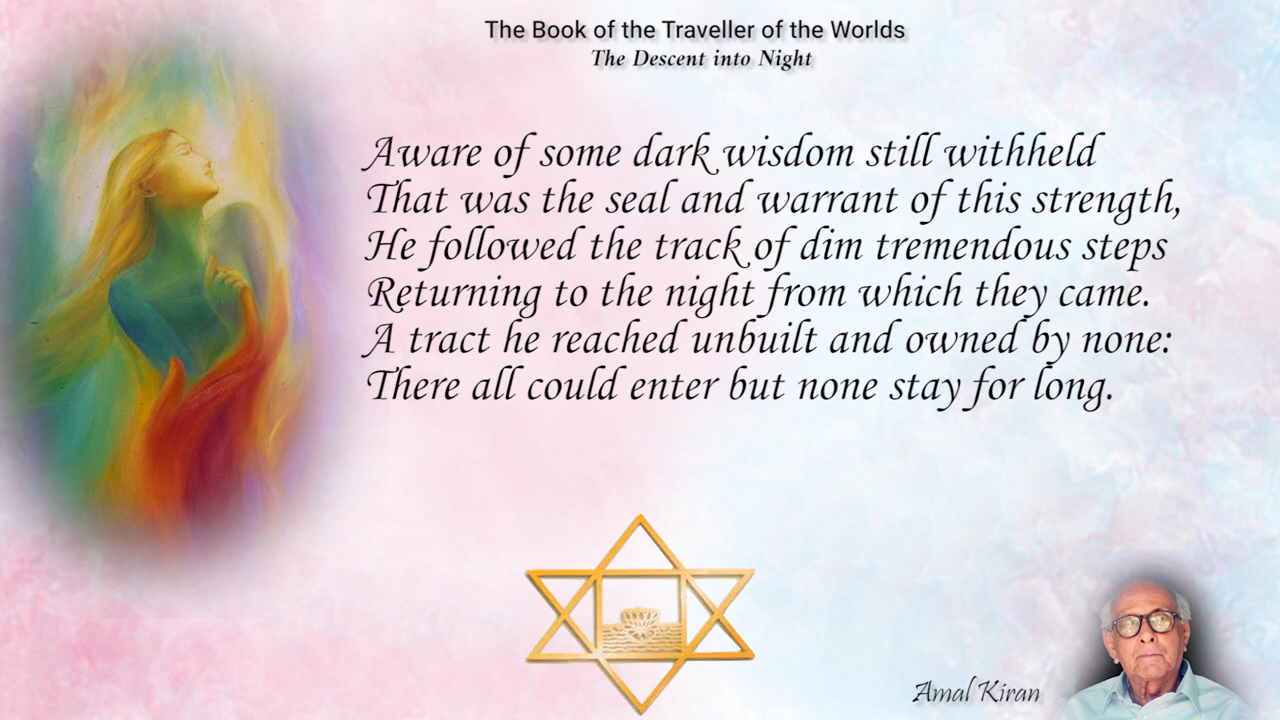 The Book of the Traveller of the Worlds
The Descent into Night
Aware of some dark wisdom still withheld
That was the seal and warrant of this strength,
He followed the track of dim tremendous steps
Returning to the night from which they came.
A tract he reached unbuilt and owned by none:
There all could enter but none stay for long.
Amal Kiran